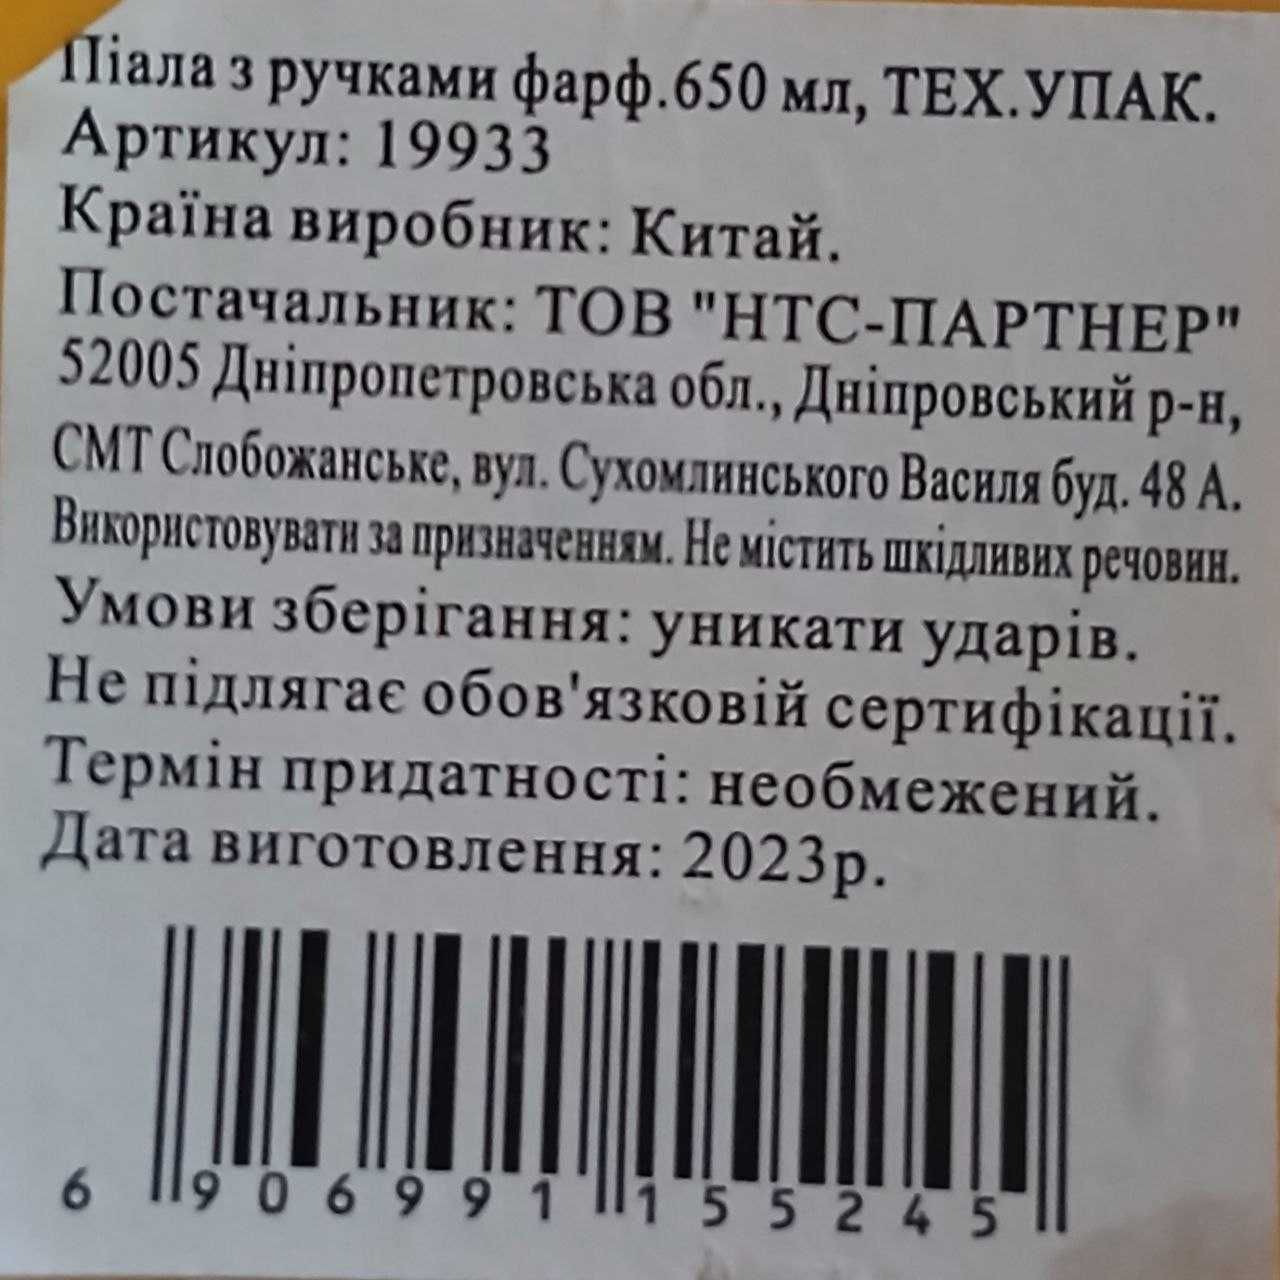 Піала з ручками фарф.650 мл, ТЕХ.УПАК.
Артикул: 19933
Країна виробник: Китай.
Постачальник: ТОВ "НТС-ПАРТНЕР"
52005 Дніпропетровська обл., Дніпровський р-н,
СМТ Слобожанське, вул. Сухомлинського Василя буд. 48 А.
Використовувати за призначенням. Не містить шкідливих речовин.
Умови зберігання: уникати ударів.
Не підлягає обов'язковій сертифікації.
Термін придатності: необмежений.
Дата виготовлення: 2023р.
6 906991 155245